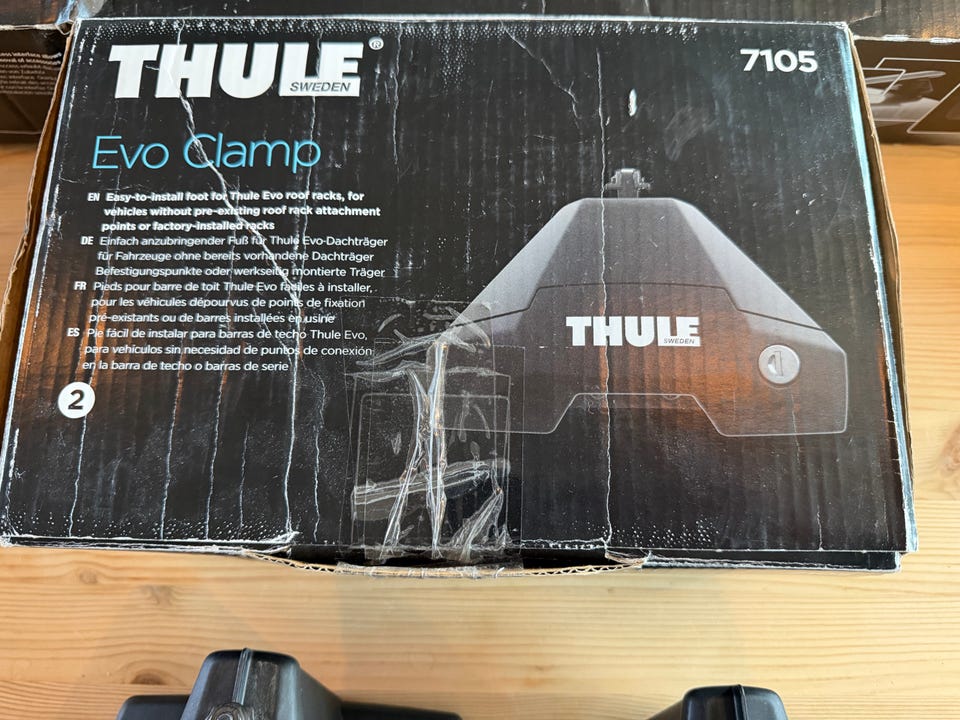 THULE®
SWEDEN
7105
Evo Clamp
EN Easy-to-install foot for Thule Evo roof racks, for
vehicles without pre-existing roof rack attachment
points or factory-installed racks
DE Einfach anzubringender Fuß für Thule Evo-Dachträger
für Fahrzeuge ohne bereits vorhandene Dachträger
Befestigungspunkte oder werkseitig montierte Träger
FR Pieds pour barre de toit Thule Evo faciles à installer,
pour les véhicules dépourvus de points de fixation
pré-existants ou de barres installées en usine
ES Pie fácil de instalar para barras de techo Thule Evo,
para vehículos sin necesidad de puntos de conexión
en la barra de techo o barras de serie
2
THULE
SWEDEN